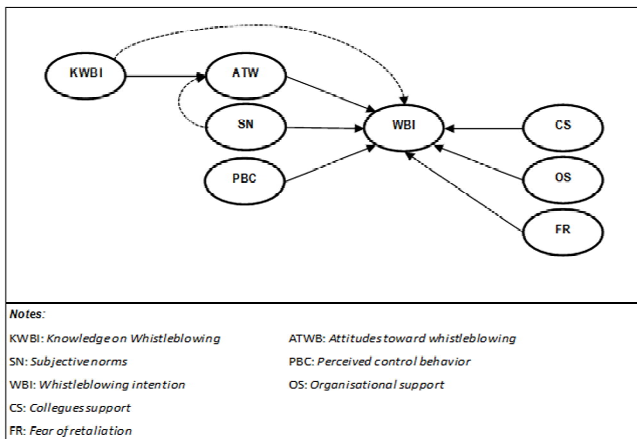 KWBI
ATW
SN
WBI
CS
PBC
OS
FR
Notes:
KWBI: Knowledge on Whistleblowing
ATWB: Attitudes toward whistleblowing
SN: Subjective norms
PBC: Perceived control behavior
WBI: Whistleblowing intention
OS: Organisational support
CS: Collegues support
FR: Fear of retaliation